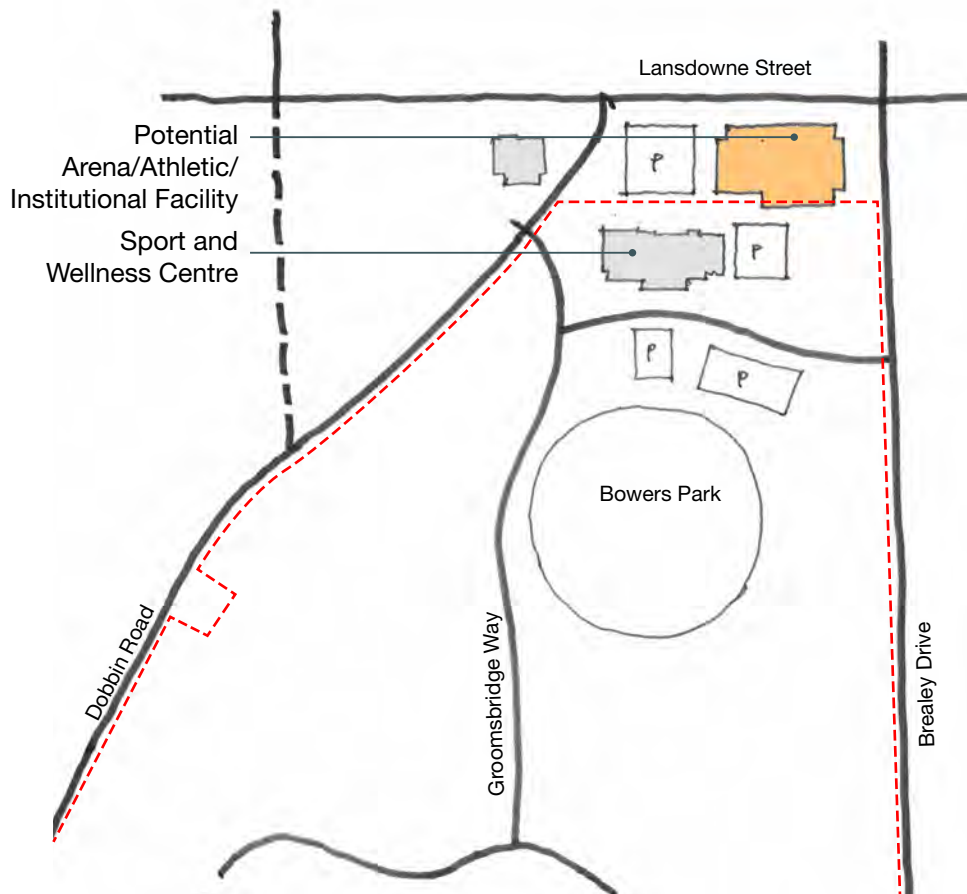 Lansdowne Street
Potential
Arena/Athletic/
Institutional Facility
Sport and
Wellness Centre
P
P
P
P
Bowers Park
Dobbin Road
Groomsbridge Way
Brealey Drive